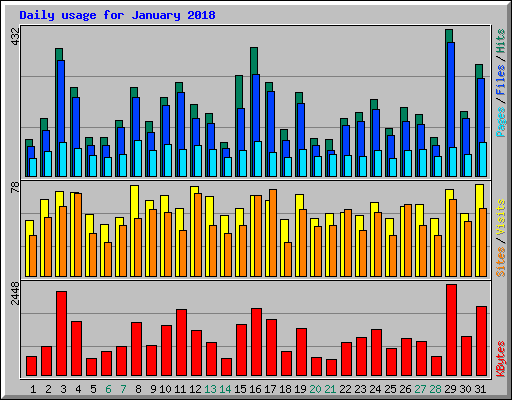 Daily usage for January 2018
432
Pages / Files / Hits
78
Sites / Visits
2448
KBytes
1 2 3 4 5 6 7 8 9 10 11 12 13 14 15 16 17 18 19 20 21 22 23 24 25 26 27 28 29 30 31